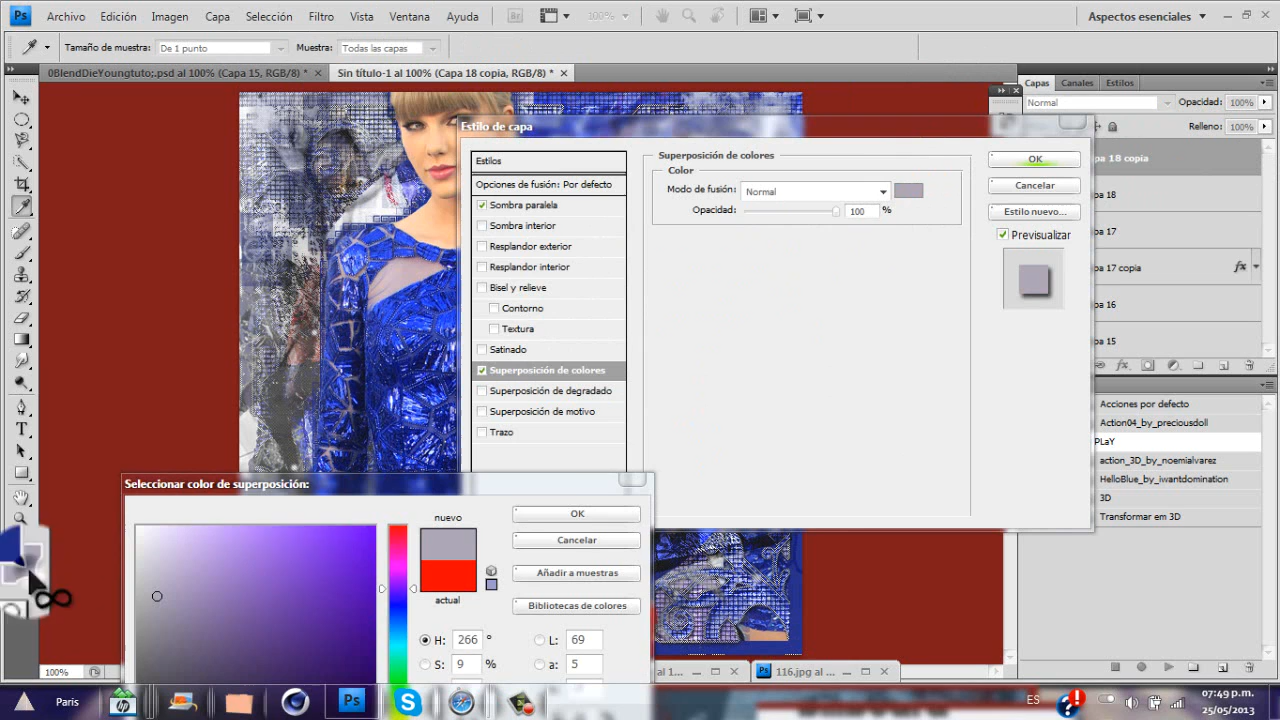 Ps Archivo Edición Imagen Capa Selección Filtro Vista Ventana Ayuda Br 100% Aspectos esenciales
Tamaño de muestra: De 1 punto Muestra: Todas las capas
0BlendDieYoungtuto;.psd al 100% (Capa 15, RGB/8) * Sin título-1 al 100% (Capa 18 copia, RGB/8) *
Capas Canales Estilos
Normal Opacidad: 100%
Relleno: 100%
pa 18 copia
pa 18
pa 17
pa 17 copia fx
pa 16
pa 15
Estilo de capa
Estilos
Opciones de fusión: Por defecto
Sombra paralela
Sombra interior
Resplandor exterior
Resplandor interior
Bisel y relieve
Contorno
Textura
Satinado
Superposición de colores
Superposición de degradado
Superposición de motivo
Trazo
Superposición de colores
Color
Modo de fusión: Normal
Opacidad: 100 %
OK
Cancelar
Estilo nuevo...
Previsualizar
Acciones por defecto
Action04_by_preciousdoll
PLaY
action_3D_by_noemialvarez
HelloBlue_by_iwantdomination
3D
Transformar en 3D
Seleccionar color de superposición:
nuevo
actual
OK
Cancelar
Añadir a muestras
Bibliotecas de colores
H: 266 ° L: 69
S: 9 % a: 5
100%
al 1... Ps 116.jpg al ...
Paris Ps ES 07:49 p.m.
25/05/2013